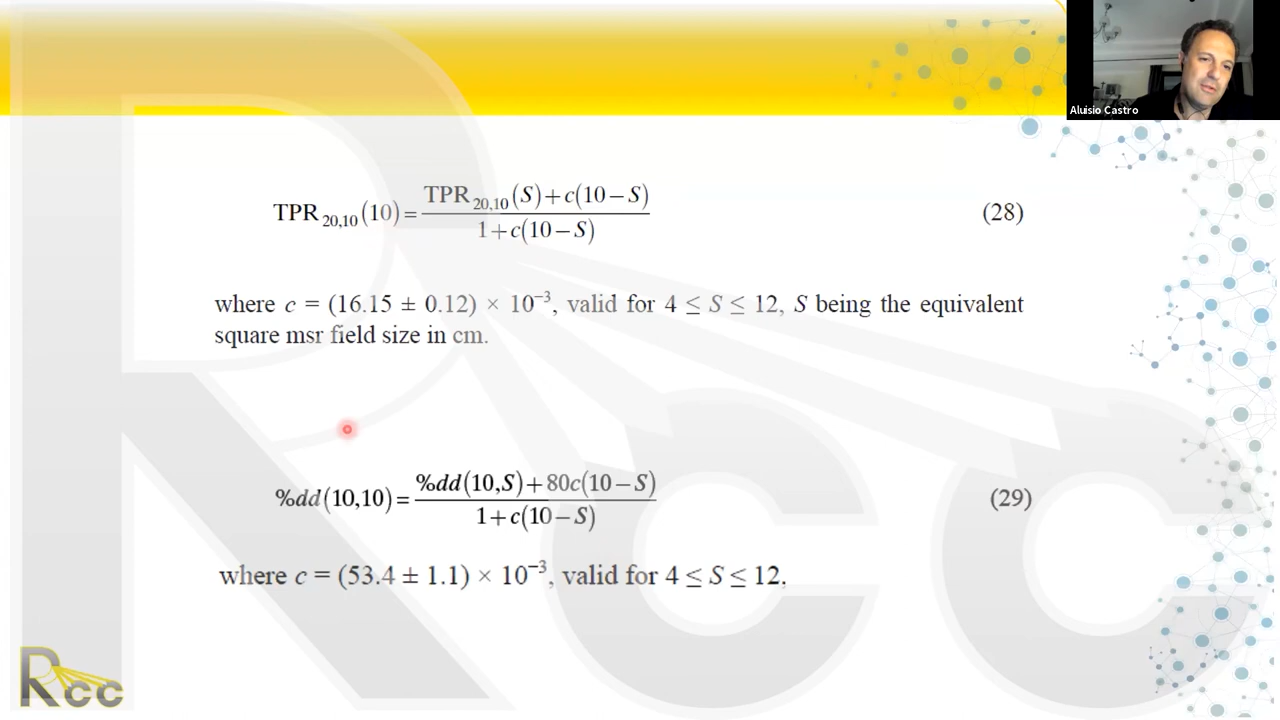 Aluisio Castro
TPR₂₀,₁₀(10) = (TPR₂₀,₁₀(S) + c(10 − S)) / (1 + c(10 − S)) (28)
where c = (16.15 ± 0.12) × 10⁻³, valid for 4 ≤ S ≤ 12, S being the equivalent
square msr field size in cm.
%dd(10,10) = (%dd(10,S) + 80c(10 − S)) / (1 + c(10 − S)) (29)
where c = (53.4 ± 1.1) × 10⁻³, valid for 4 ≤ S ≤ 12.
Rcc